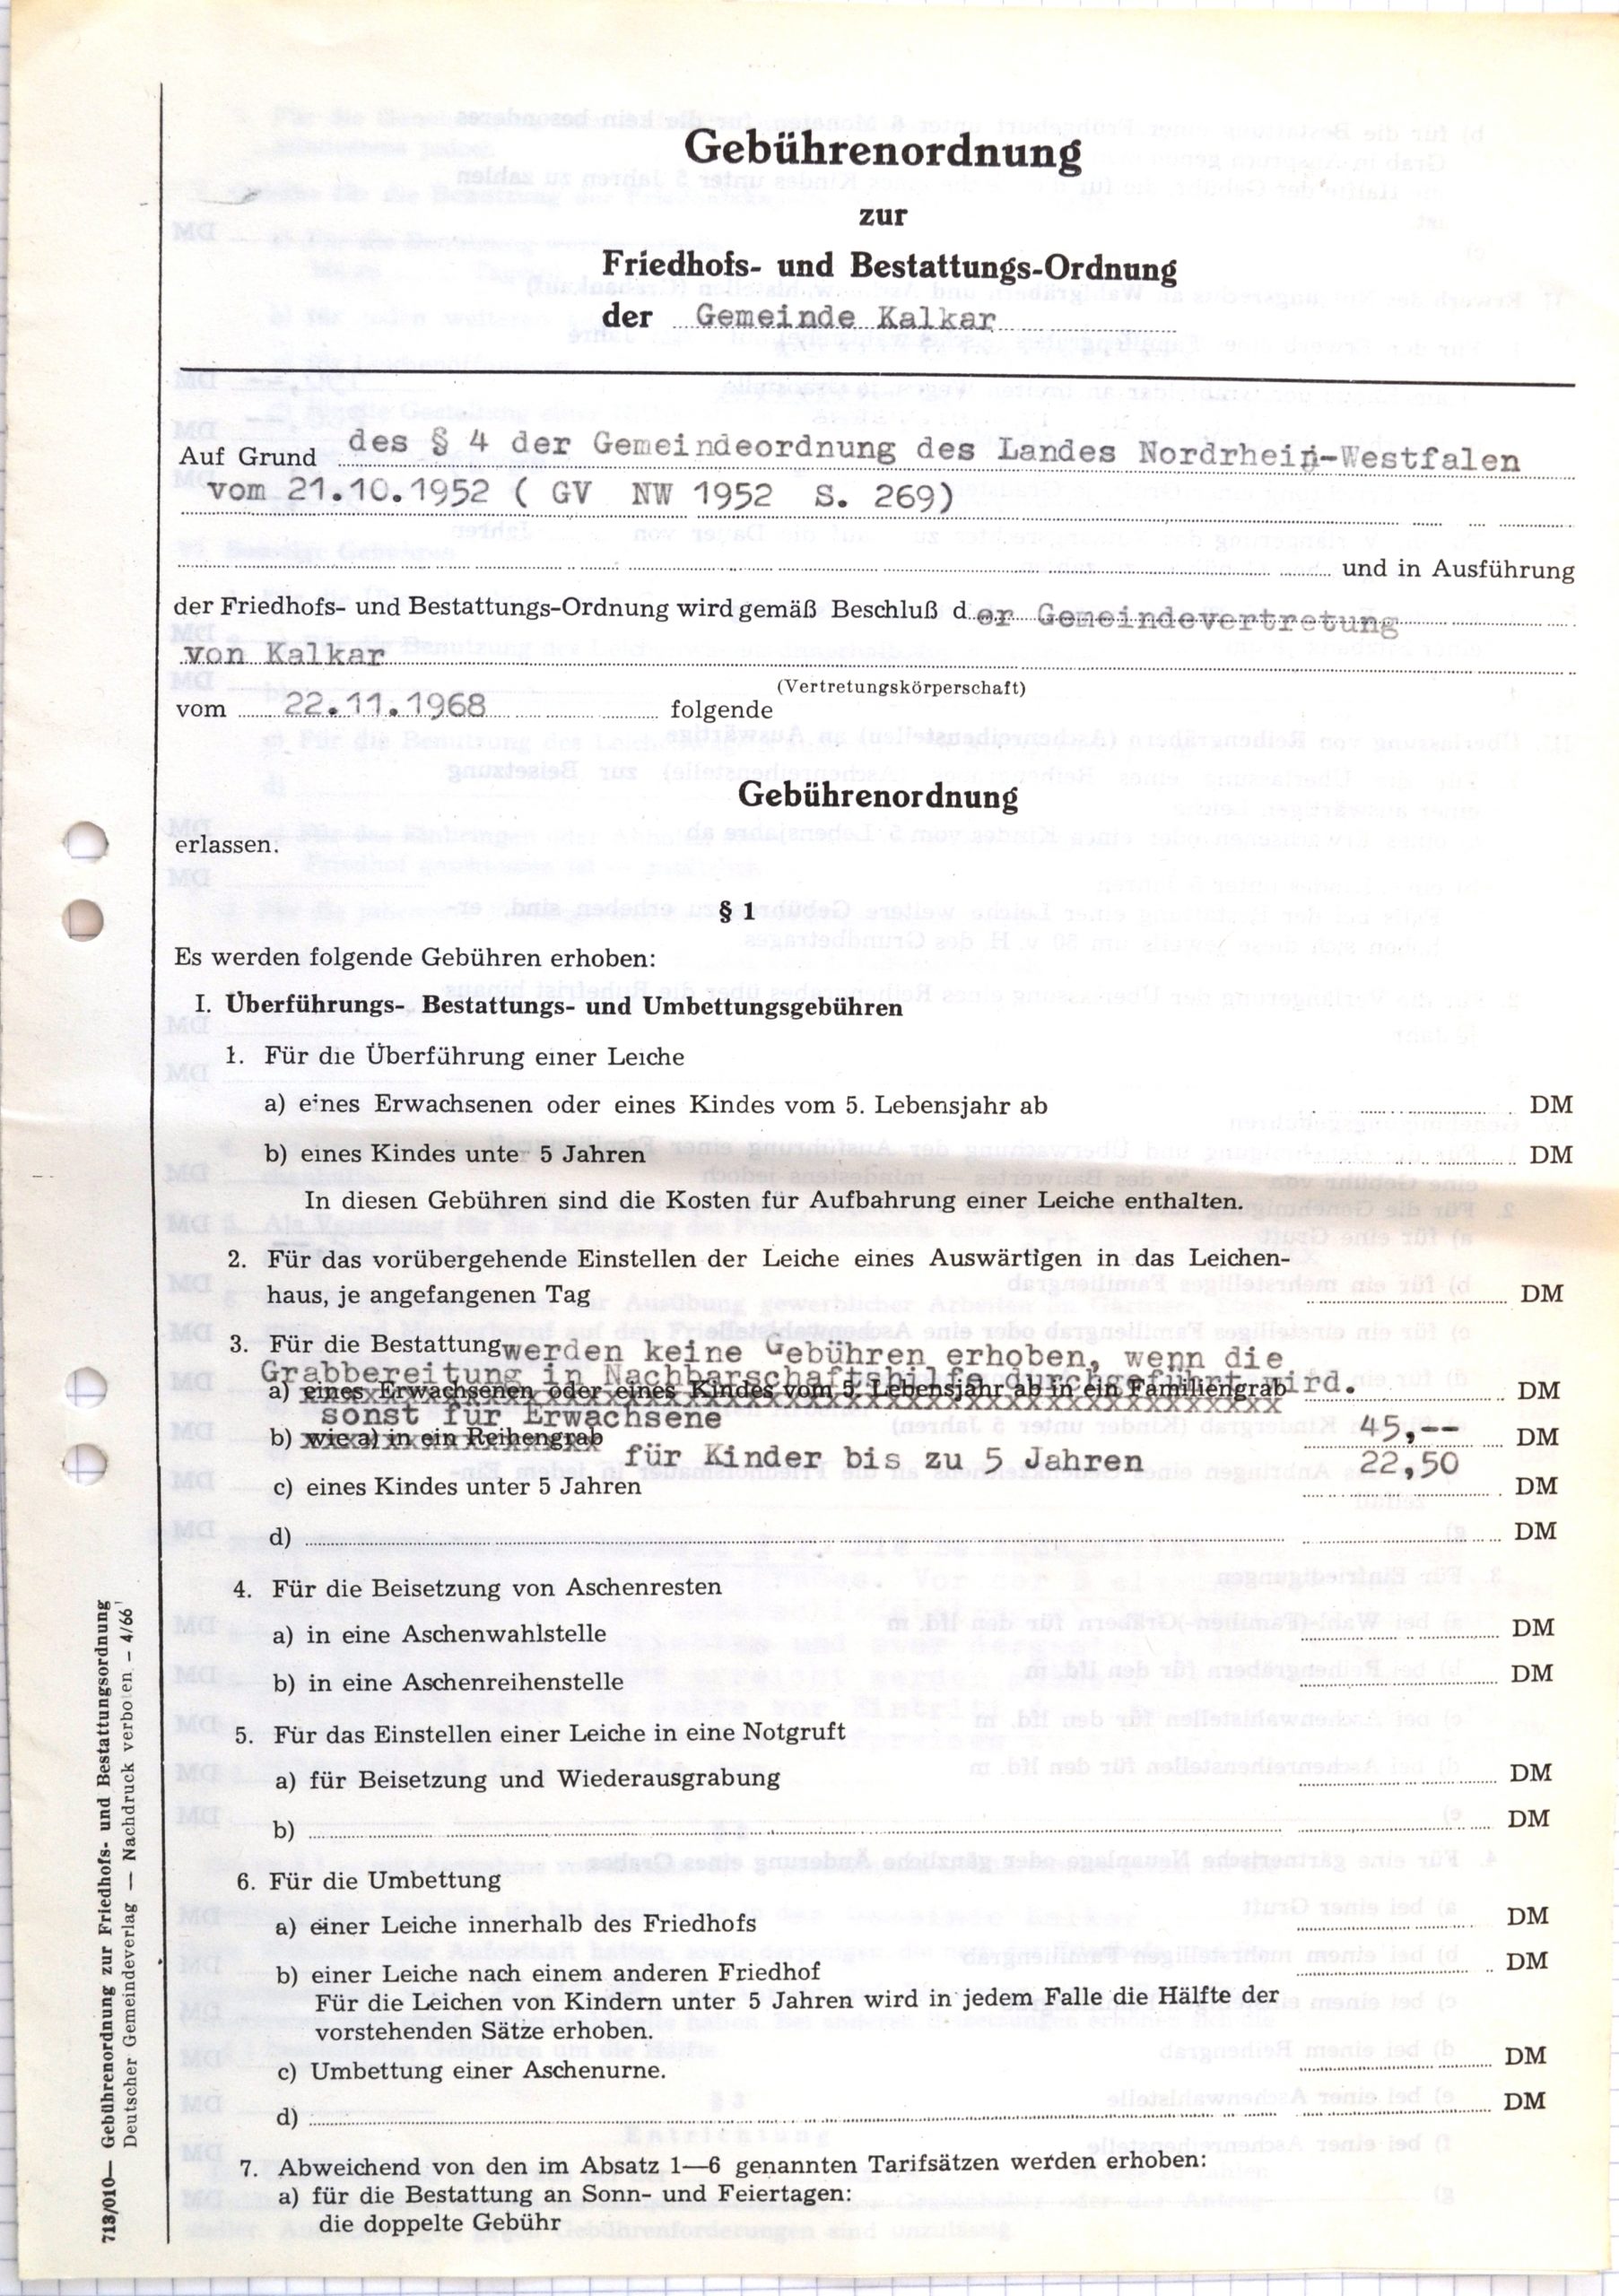 Gebührenordnung
zur
Friedhofs- und Bestattungs-Ordnung
der Gemeinde Kalkar
Auf Grund des § 4 der Gemeindeordnung des Landes Nordrhein-Westfalen
vom 21.10.1952 ( GV NW 1952 S. 269)
und in Ausführung
der Friedhofs- und Bestattungs-Ordnung wird gemäß Beschluß d er Gemeindevertretung
von Kalkar
(Vertretungskörperschaft)
vom 22.11.1968 folgende
Gebührenordnung
erlassen:
§ 1
Es werden folgende Gebühren erhoben:
I. Überführungs-, Bestattungs- und Umbettungsgebühren
1. Für die Überführung einer Leiche
a) eines Erwachsenen oder eines Kindes vom 5. Lebensjahr ab DM
b) eines Kindes unter 5 Jahren DM
In diesen Gebühren sind die Kosten für Aufbahrung einer Leiche enthalten.
2. Für das vorübergehende Einstellen der Leiche eines Auswärtigen in das Leichen-
haus, je angefangenen Tag DM
3. Für die Bestattung werden keine Gebühren erhoben, wenn die
Grabbereitung in Nachbarschaftshilfe durchgeführt wird.
a) eines Erwachsenen oder eines Kindes vom 5. Lebensjahr ab in ein Familiengrab DM
sonst für Erwachsene 45,--
b) wie a) in ein Reihengrab DM
für Kinder bis zu 5 Jahren 22,50
c) eines Kindes unter 5 Jahren DM
d) DM
4. Für die Beisetzung von Aschenresten
a) in eine Aschenwahlstelle DM
b) in eine Aschenreihenstelle DM
5. Für das Einstellen einer Leiche in eine Notgruft
a) für Beisetzung und Wiederausgrabung DM
b) DM
6. Für die Umbettung
a) einer Leiche innerhalb des Friedhofs DM
b) einer Leiche nach einem anderen Friedhof DM
Für die Leichen von Kindern unter 5 Jahren wird in jedem Falle die Hälfte der
vorstehenden Sätze erhoben.
c) Umbettung einer Aschenurne. DM
d) DM
7. Abweichend von den im Absatz 1—6 genannten Tarifsätzen werden erhoben:
a) für die Bestattung an Sonn- und Feiertagen:
die doppelte Gebühr
713/010— Gebührenordnung zur Friedhofs- und Bestattungsordnung
Deutscher Gemeindeverlag — Nachdruck verboten — 4/66